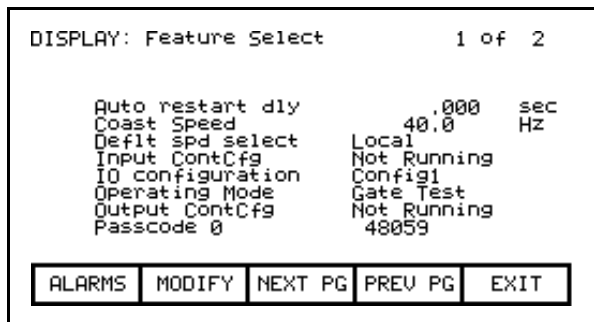 DISPLAY: Feature Select 1 of 2
Auto restart dly .000 sec
Coast Speed 40.0 Hz
Deflt spd select Local
Input ContCfg Not Running
IO configuration Config1
Operating Mode Gate Test
Output ContCfg Not Running
Passcode 0 48059
ALARMS MODIFY NEXT PG PREV PG EXIT